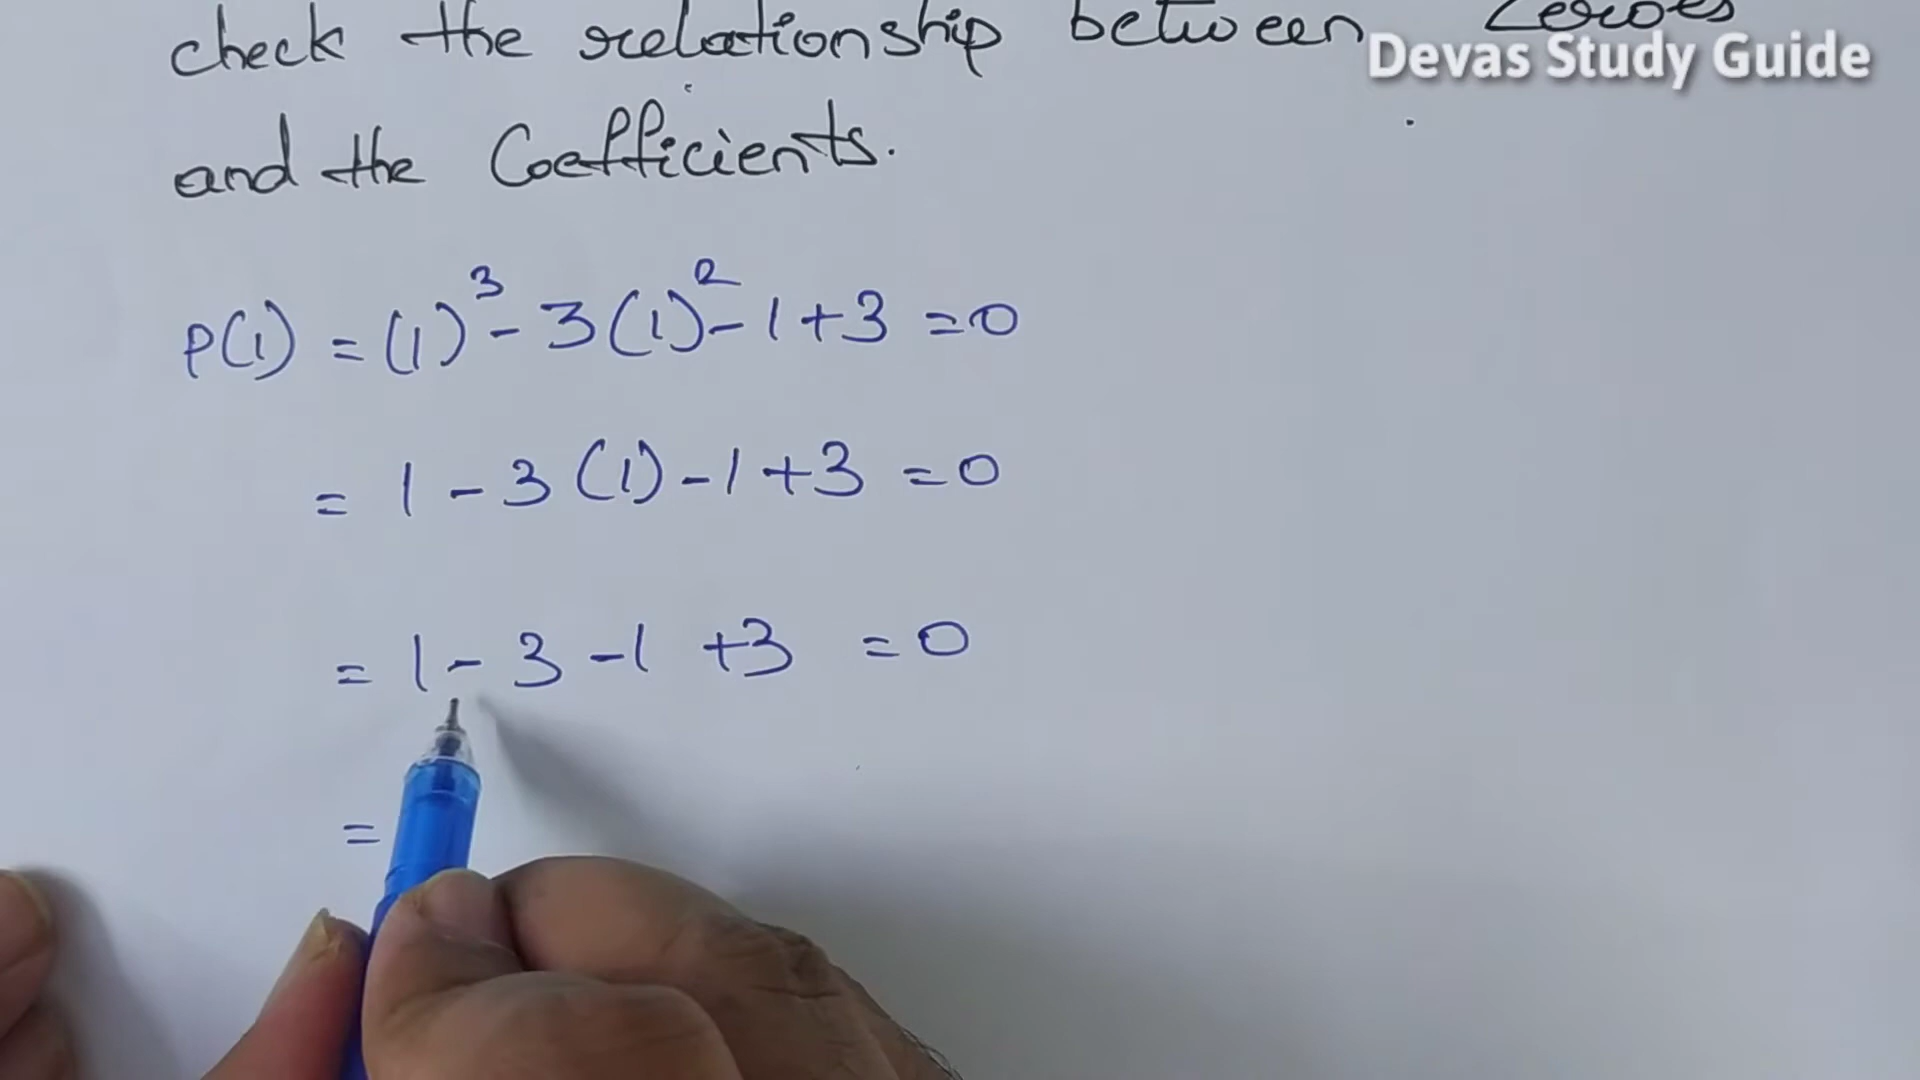 check the relationship between zeroes
Devas Study Guide
and the Coefficients.
P(1) = (1)³ - 3(1)² - 1 + 3 = 0
= 1 - 3 (1) - 1 + 3 = 0
= 1 - 3 - 1 + 3 = 0
=